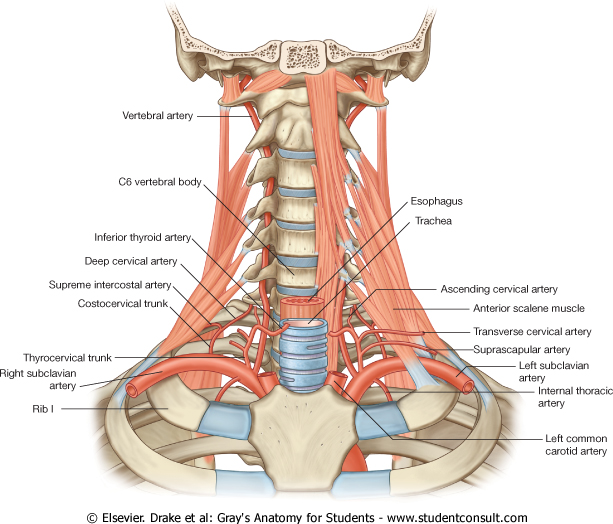 Vertebral artery
C6 vertebral body
Inferior thyroid artery
Deep cervical artery
Supreme intercostal artery
Costocervical trunk
Thyrocervical trunk
Right subclavian
artery
Rib I
Esophagus
Trachea
Ascending cervical artery
Anterior scalene muscle
Transverse cervical artery
Suprascapular artery
Left subclavian
artery
Internal thoracic
artery
Left common
carotid artery
© Elsevier. Drake et al: Gray's Anatomy for Students - www.studentconsult.com